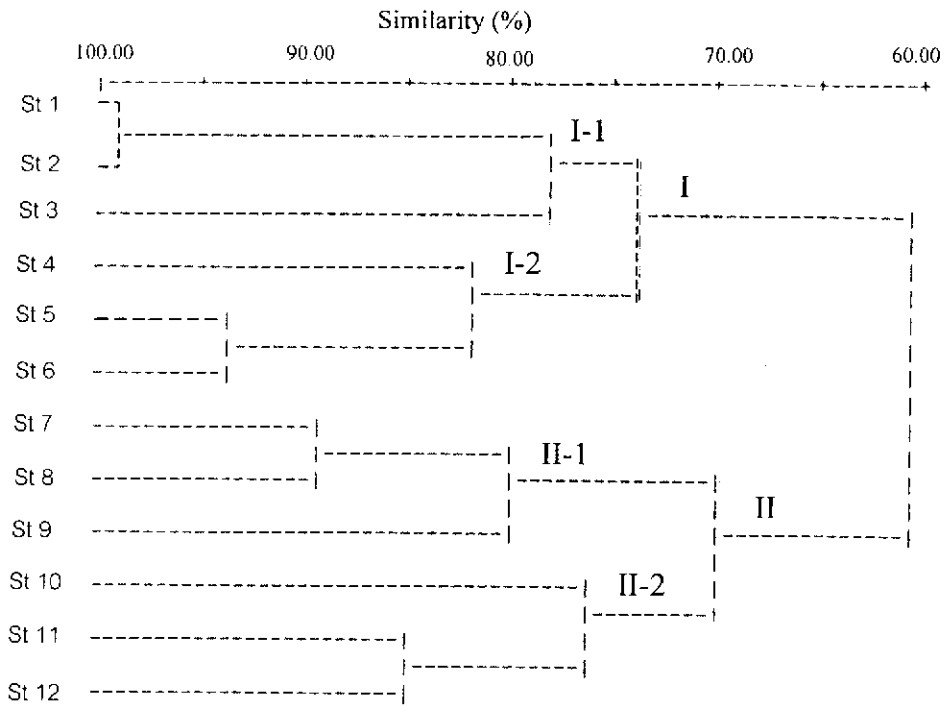 Similarity (%)
100.00 90.00 80.00 70.00 60.00
St 1
I-1
St 2
I
St 3
St 4
I-2
St 5
St 6
St 7
II-1
St 8
II
St 9
St 10
II-2
St 11
St 12